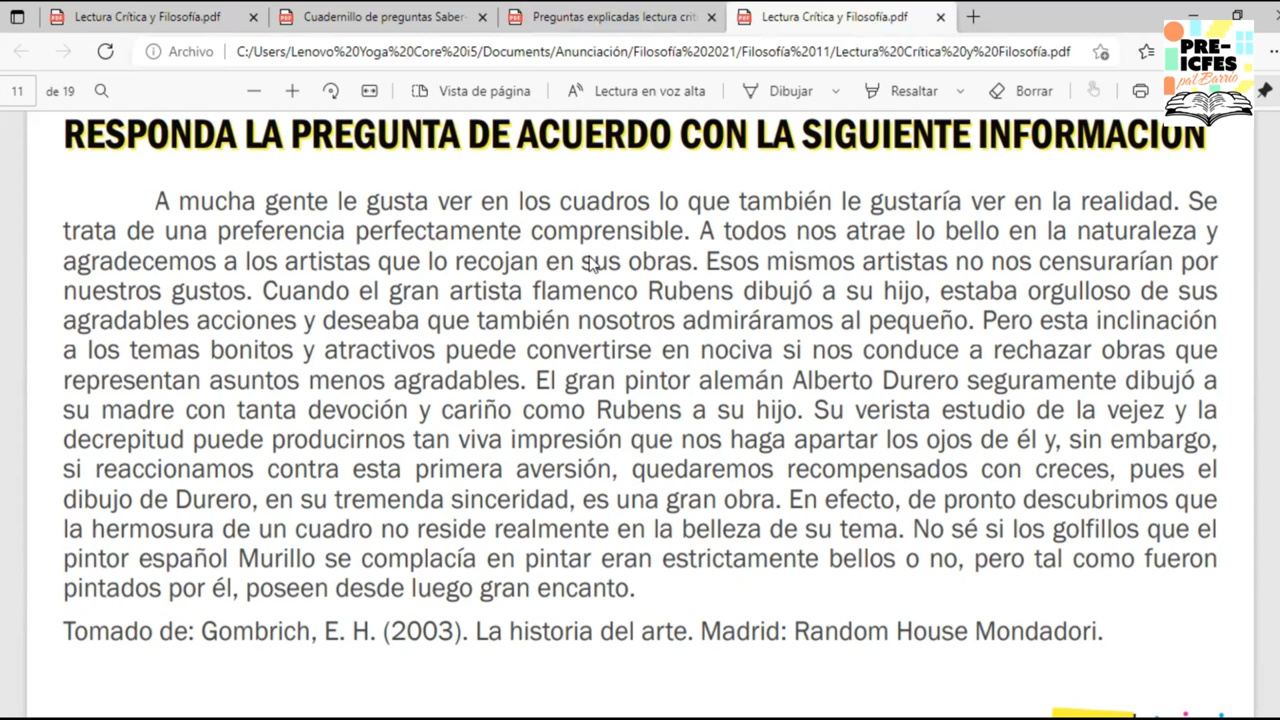 Lectura Crítica y Filosofía.pdf
Cuadernillo de preguntas Saber-
Preguntas explicadas lectura crit
Lectura Crítica y Filosofía.pdf
Archivo
C:/Users/Lenovo%20Yoga%20Core%20i5/Documents/Anunciación/Filosofía%202021/Filosofía%2011/Lectura%20Crítica%20y%20Filosofía.pdf
PRE-
ICFES
pa'l Barrio
11 de 19
Vista de página
Lectura en voz alta
Dibujar
Resaltar
Borrar
RESPONDA LA PREGUNTA DE ACUERDO CON LA SIGUIENTE INFORMACIÓN
A mucha gente le gusta ver en los cuadros lo que también le gustaría ver en la realidad. Se
trata de una preferencia perfectamente comprensible. A todos nos atrae lo bello en la naturaleza y
agradecemos a los artistas que lo recojan en sus obras. Esos mismos artistas no nos censurarían por
nuestros gustos. Cuando el gran artista flamenco Rubens dibujó a su hijo, estaba orgulloso de sus
agradables acciones y deseaba que también nosotros admiráramos al pequeño. Pero esta inclinación
a los temas bonitos y atractivos puede convertirse en nociva si nos conduce a rechazar obras que
representan asuntos menos agradables. El gran pintor alemán Alberto Durero seguramente dibujó a
su madre con tanta devoción y cariño como Rubens a su hijo. Su verista estudio de la vejez y la
decrepitud puede producirnos tan viva impresión que nos haga apartar los ojos de él y, sin embargo,
si reaccionamos contra esta primera aversión, quedaremos recompensados con creces, pues el
dibujo de Durero, en su tremenda sinceridad, es una gran obra. En efecto, de pronto descubrimos que
la hermosura de un cuadro no reside realmente en la belleza de su tema. No sé si los golfillos que el
pintor español Murillo se complacía en pintar eran estrictamente bellos o no, pero tal como fueron
pintados por él, poseen desde luego gran encanto.
Tomado de: Gombrich, E. H. (2003). La historia del arte. Madrid: Random House Mondadori.